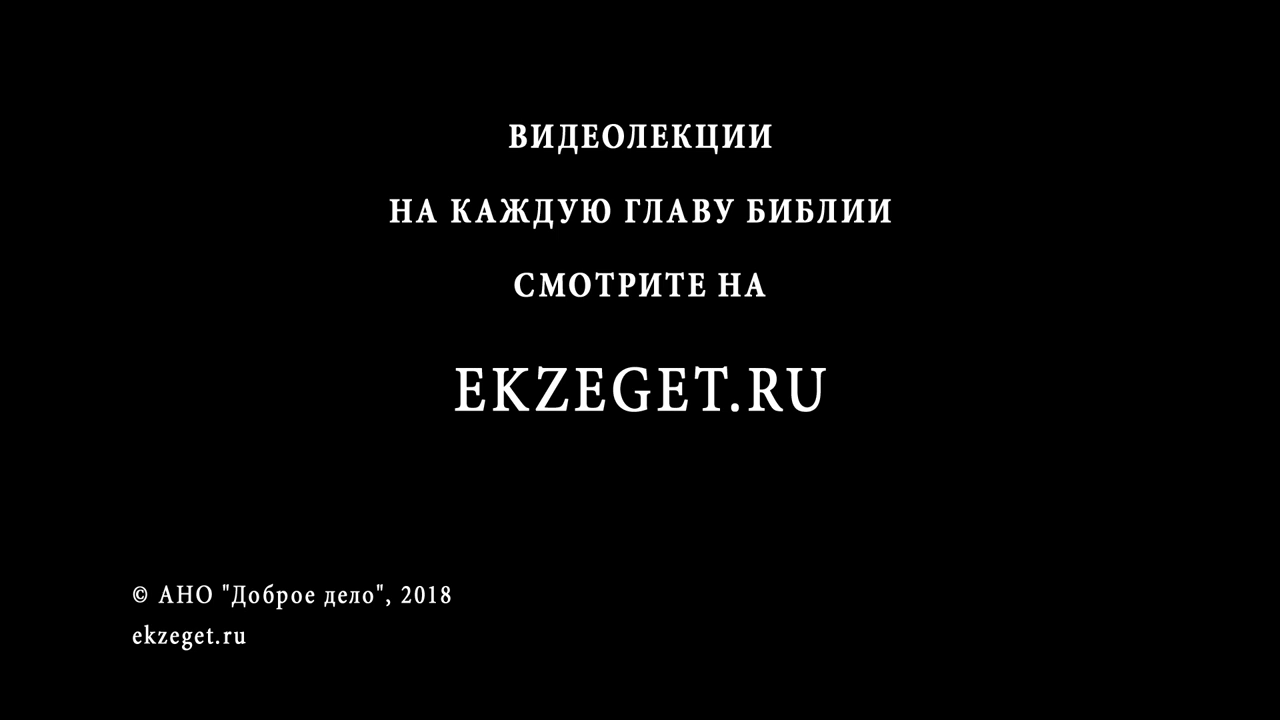 ВИДЕОЛЕКЦИИ
НА КАЖДУЮ ГЛАВУ БИБЛИИ
СМОТРИТЕ НА
EKZEGET.RU
© АНО "Доброе дело", 2018
ekzeget.ru